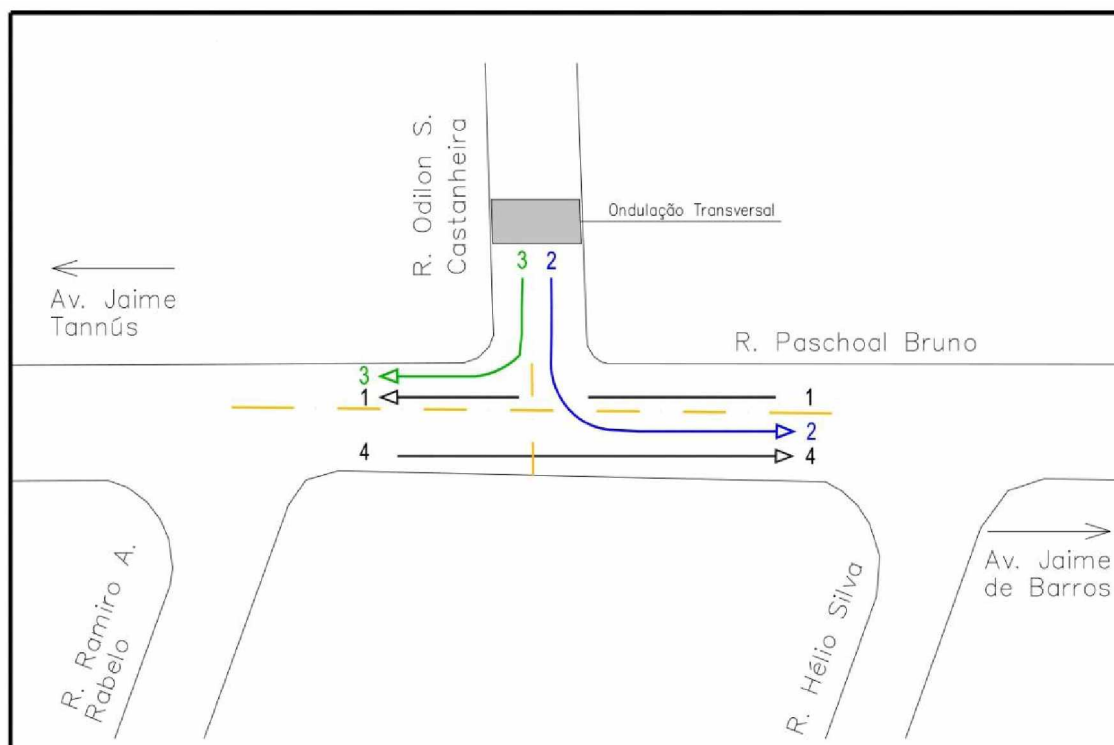 R. Odilon S.
Castanheira
Ondulação Transversal
3 2
Av. Jaime
Tannús
R. Paschoal Bruno
3
1 1
2
4 4
Av. Jaime
de Barros
R. Ramiro A.
Rabelo
R. Hélio Silva